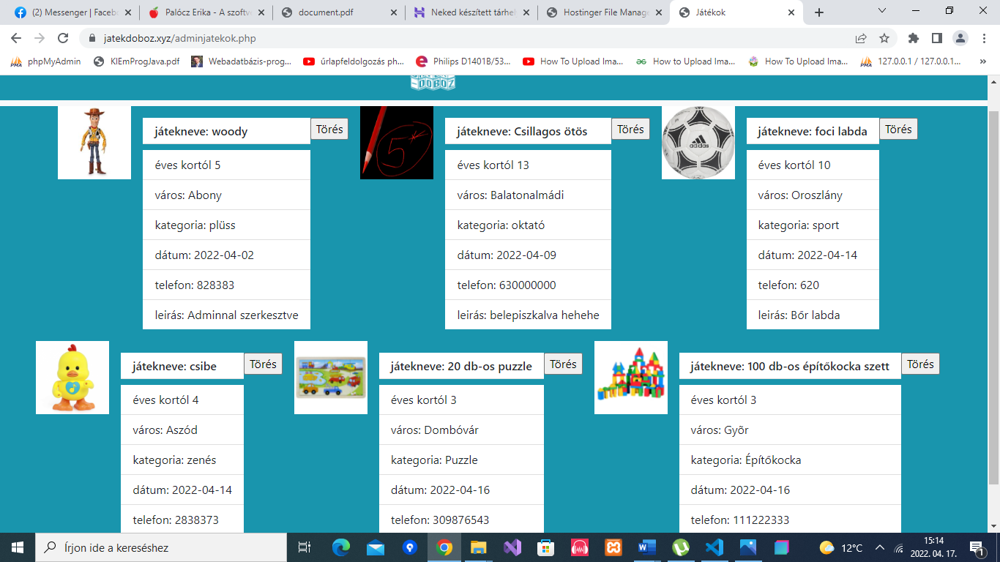 (2) Messenger | Facebo
Palócz Erika - A szoftve
document.pdf
Neked készített tárhel
Hostinger File Manage
Játékok
jatekdoboz.xyz/adminjatekok.php
phpMyAdmin
KIEmProgJava.pdf
Webadatbázis-prog...
űrlapfeldolgozás ph...
Philips D1401B/53...
How To Upload Ima...
How to Upload Ima...
How To Upload Ima...
127.0.0.1 / 127.0.0.1...
»
DOBOZ
játekneve: woody
Törés
éves kortól 5
város: Abony
kategoria: plüss
dátum: 2022-04-02
telefon: 828383
leirás: Adminnal szerkesztve
5*
játekneve: Csillagos ötös
Törés
éves kortól 13
város: Balatonalmádi
kategoria: oktató
dátum: 2022-04-09
telefon: 630000000
leirás: belepiszkalva hehehe
adidas
játekneve: foci labda
Törés
éves kortól 10
város: Oroszlány
kategoria: sport
dátum: 2022-04-14
telefon: 620
leirás: Bőr labda
játekneve: csibe
Törés
éves kortól 4
város: Aszód
kategoria: zenés
dátum: 2022-04-14
telefon: 2838373
játekneve: 20 db-os puzzle
Törés
éves kortól 3
város: Dombóvár
kategoria: Puzzle
dátum: 2022-04-16
telefon: 309876543
játekneve: 100 db-os építőkocka szett
Törés
éves kortól 3
város: Gyõr
kategoria: Építőkocka
dátum: 2022-04-16
telefon: 111222333
Írjon ide a kereséshez
12°C
15:14
2022. 04. 17.
1